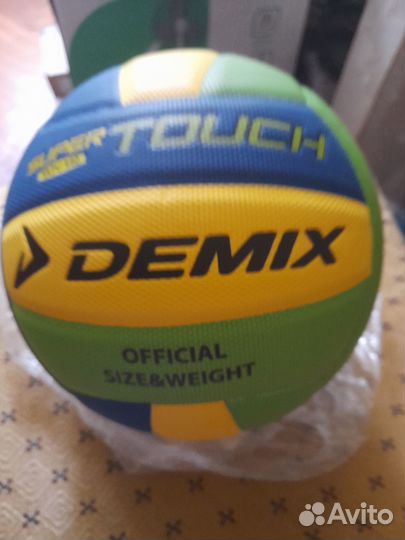 SUPER TOUCH
DEMIX
OFFICIAL
SIZE&WEIGHT
Avito